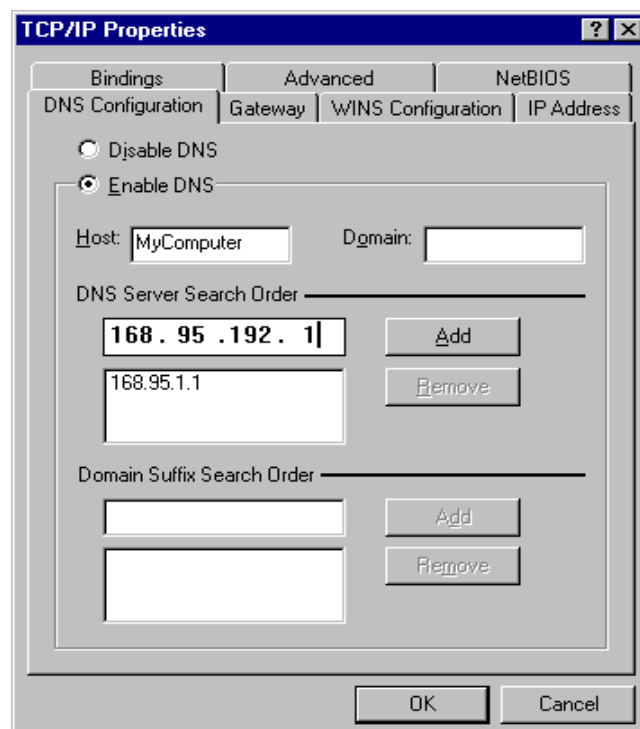 TCP/IP Properties
Bindings Advanced NetBIOS
DNS Configuration Gateway WINS Configuration IP Address
Disable DNS
Enable DNS
Host: MyComputer Domain:
DNS Server Search Order
168. 95 .192. 1 Add
168.95.1.1 Remove
Domain Suffix Search Order
Add
Remove
OK Cancel